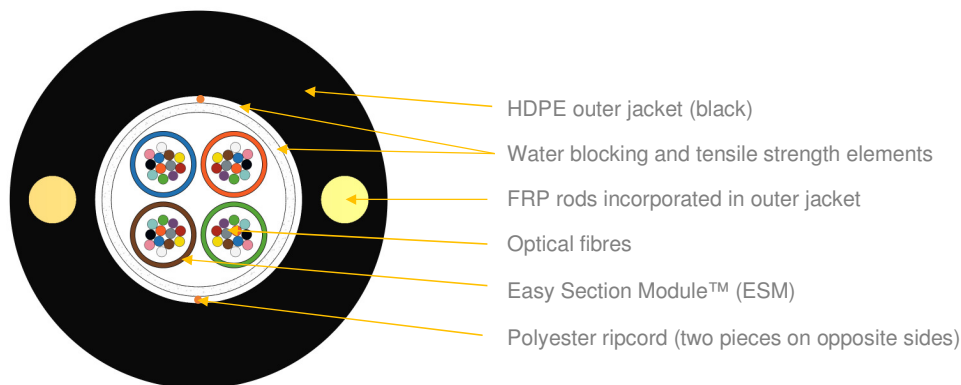 HDPE outer jacket (black)
Water blocking and tensile strength elements
FRP rods incorporated in outer jacket
Optical fibres
Easy Section Module™ (ESM)
Polyester ripcord (two pieces on opposite sides)